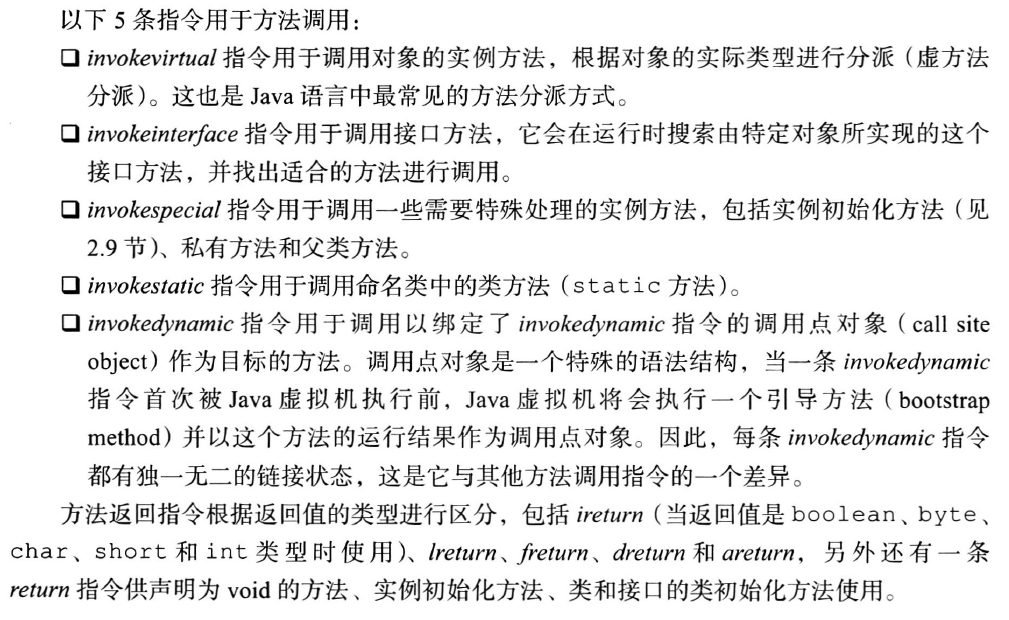 以下 5 条指令用于方法调用：
❑ invokevirtual 指令用于调用对象的实例方法，根据对象的实际类型进行分派（虚方法
分派）。这也是 Java 语言中最常见的方法分派方式。
❑ invokeinterface 指令用于调用接口方法，它会在运行时搜索由特定对象所实现的这个
接口方法，并找出适合的方法进行调用。
❑ invokespecial 指令用于调用一些需要特殊处理的实例方法，包括实例初始化方法（见
2.9 节）、私有方法和父类方法。
❑ invokestatic 指令用于调用命名类中的类方法（static 方法）。
❑ invokedynamic 指令用于调用以绑定了 invokedynamic 指令的调用点对象（call site
object）作为目标的方法。调用点对象是一个特殊的语法结构，当一条 invokedynamic
指令首次被 Java 虚拟机执行前，Java 虚拟机将会执行一个引导方法（bootstrap
method）并以这个方法的运行结果作为调用点对象。因此，每条 invokedynamic 指令
都有独一无二的链接状态，这是它与其他方法调用指令的一个差异。
方法返回指令根据返回值的类型进行区分，包括 ireturn（当返回值是 boolean、byte、
char、short 和 int 类型时使用）、lreturn、freturn、dreturn 和 areturn，另外还有一条
return 指令供声明为 void 的方法、实例初始化方法、类和接口的类初始化方法使用。